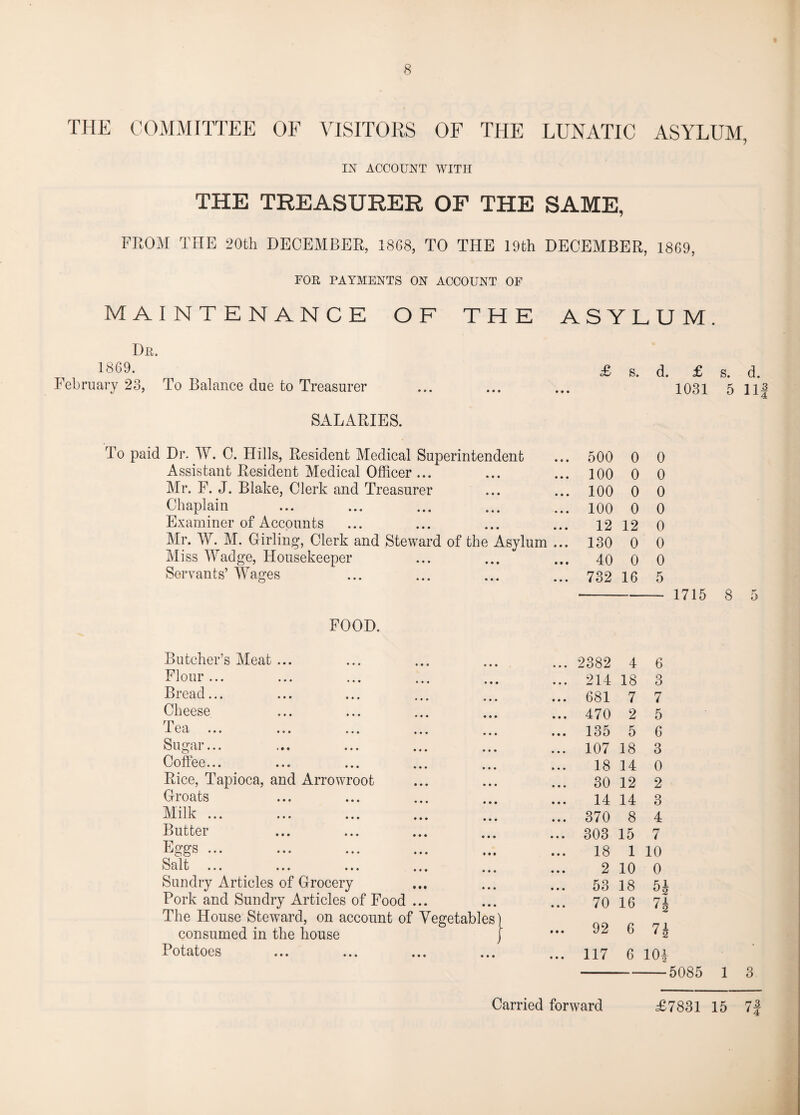 8
THE COMMITTEE OF VISITORS OF THE LUNATIC ASYLUM,
IN ACCOUNT WITH
THE TREASURER OF THE SAME,
FROM THE 20th DECEMBER, 1868, TO THE 19th DECEMBER, 1869,
FOR PAYMENTS ON ACCOUNT OF
MAINTENANCE OF THE ASYLUM.
DR.
1869. £ s. d. £ s. d.
February 23, To Balance due to Treasurer ... ... ... 1031 5 11¾
SALARIES.
To paid Dr. W. C. Hills, Resident Medical Superintendent ... 500 0 0
Assistant Resident Medical Officer ... ... ... 100 0 0
Mr. F. J. Blake, Clerk and Treasurer ... ... 100 0 0
Chaplain ... ... ... ... ... 100 0 0
Examiner of Accounts ... ... ... ... 12 12 0
Mr. W. M. Girling, Clerk and Steward of the Asylum ... 130 0 0
Miss Wadge, Housekeeper ... ... ... 40 0 0
Servants' Wages ... ... ... ... 732 16 5
1715 8 5
FOOD.
Butcher's Meat ... ... ... ... ... 2382 4 6
Flour ... ... ... ... ... ... 214 18 3
Bread... ... ... ... ... ... 681 7 7
Cheese ... ... ... ... ... 470 2 5
Tea ... ... ... ... ... ... 135 5 6
Sugar... ... ... ... ... ... 107 18 3
Coffee... ... ... ... ... ... 18 14 0
Rice, Tapioca, and Arrowroot ... ... ... 30 12 2
Groats ... ... ... ... ... 14 14 3
Milk ... ... ... ... ... ... 370 8 4
Butter ... ... ... ... ... 303 15 7
Eggs ... ... ... ... ... ... 18 1 10
Salt ... ... ... ... ... ... 2 10 0
Sundry Articles of Grocery ... ... ... 53 18 5½
Pork and Sundry Articles of Food ... ... ... 70 16 7½
The House Steward, on account of Vegetables }
consumed in the house } ... 92 6 7½
Potatoes ... ... ... ... ... 117 6 10½
5085 1 3
Carried forward £7831 15 7¾